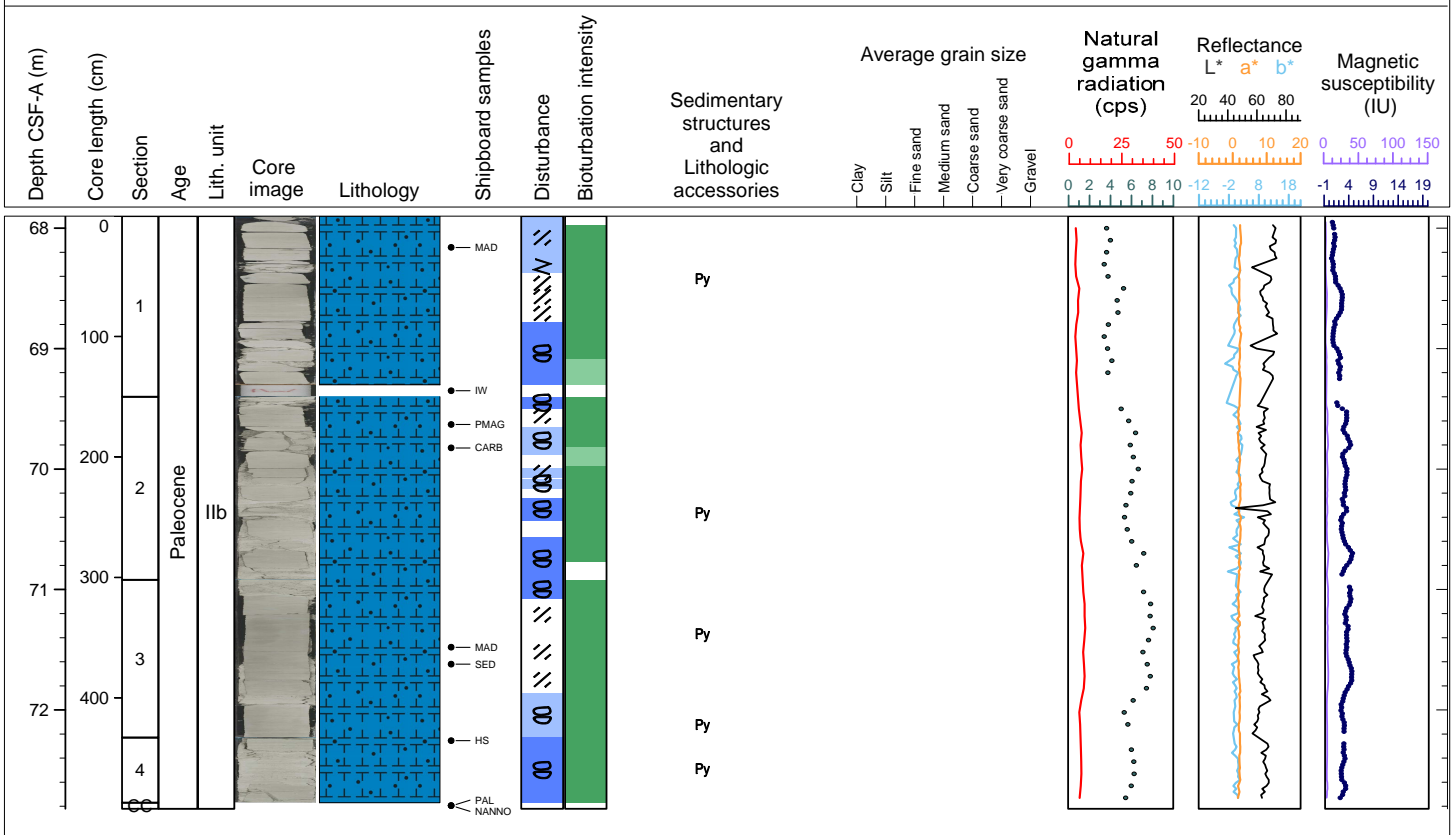 Depth CSF-A (m)
Core length (cm)
Section
Age
Lith. unit
Core
image
Lithology
Shipboard samples
Disturbance
Bioturbation intensity
Sedimentary
structures
and
Lithologic
accessories
Average grain size
Clay
Silt
Fine sand
Medium sand
Coarse sand
Very coarse sand
Gravel
Natural
gamma
radiation
(cps)
0 25 50
0 2 4 6 8 10
Reflectance
L* a* b*
20 40 60 80
-10 0 10 20
-12 -2 8 18
Magnetic
susceptibility
(IU)
0 50 100 150
-1 4 9 14 19
68
69
70
71
72
0
100
200
300
400
1
2
3
4
CC
Paleocene
IIb
MAD
IW
PMAG
CARB
MAD
SED
HS
PAL
NANNO
Py
Py
Py
Py
Py